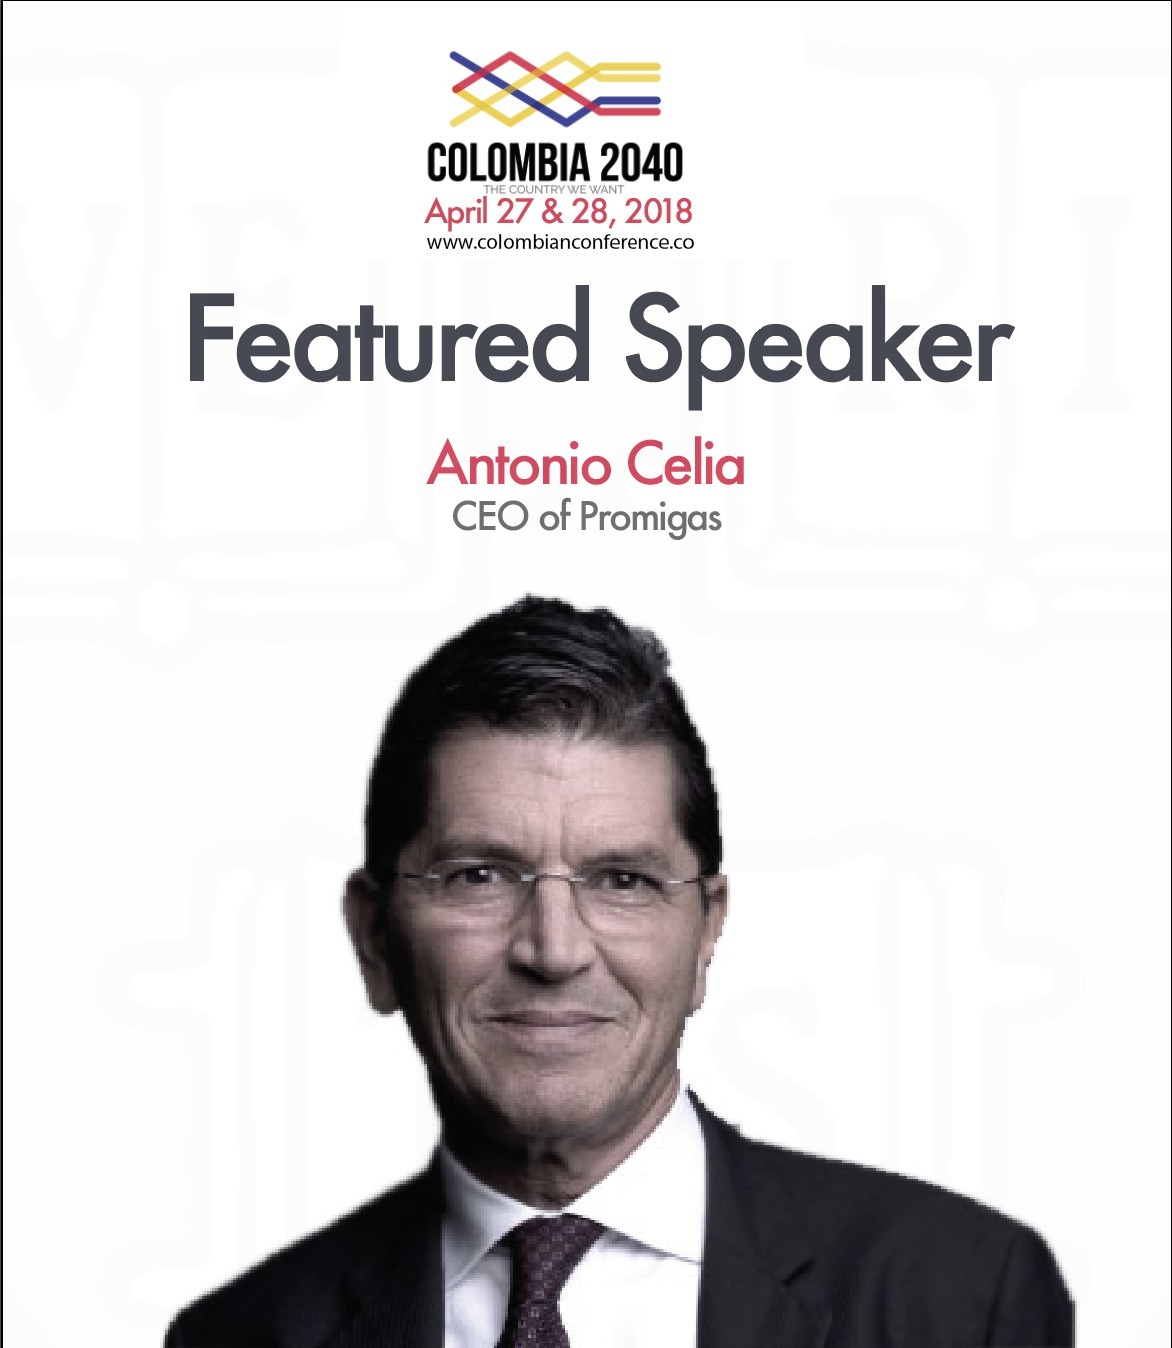 COLOMBIA 2040
THE COUNTRY WE WANT
April 27 & 28, 2018
www.colombianconference.co
Featured Speaker
Antonio Celia
CEO of Promigas